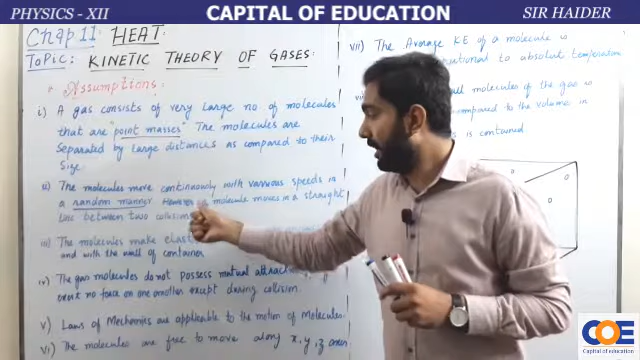 PHYSICS - XII
CAPITAL OF EDUCATION
SIR HAIDER
Chap 11 HEAT
Topic: KINETIC THEORY OF GASES.
Assumptions:
i) A gas consists of very large no of molecules
that are "point masses" The molecules are
separated by large distances as compared to their
size.
ii) The molecules move continuously with various speeds in
a random manner However a molecule moves in a straight
line between two collisions
iii) The molecules make elast
and with the wall of container
iv) The gas molecules do not possess mutual attrac
exert no force on one another except during collision.
v) Laws of Mechanics are applicable to the motion of Molecules.
vi) The molecules are free to move along x, y, z
vii) The Average KE of a molecule is
to absolute temperature
molecules of the gas is
compared to the volume in
is contained
COE
Capital of education